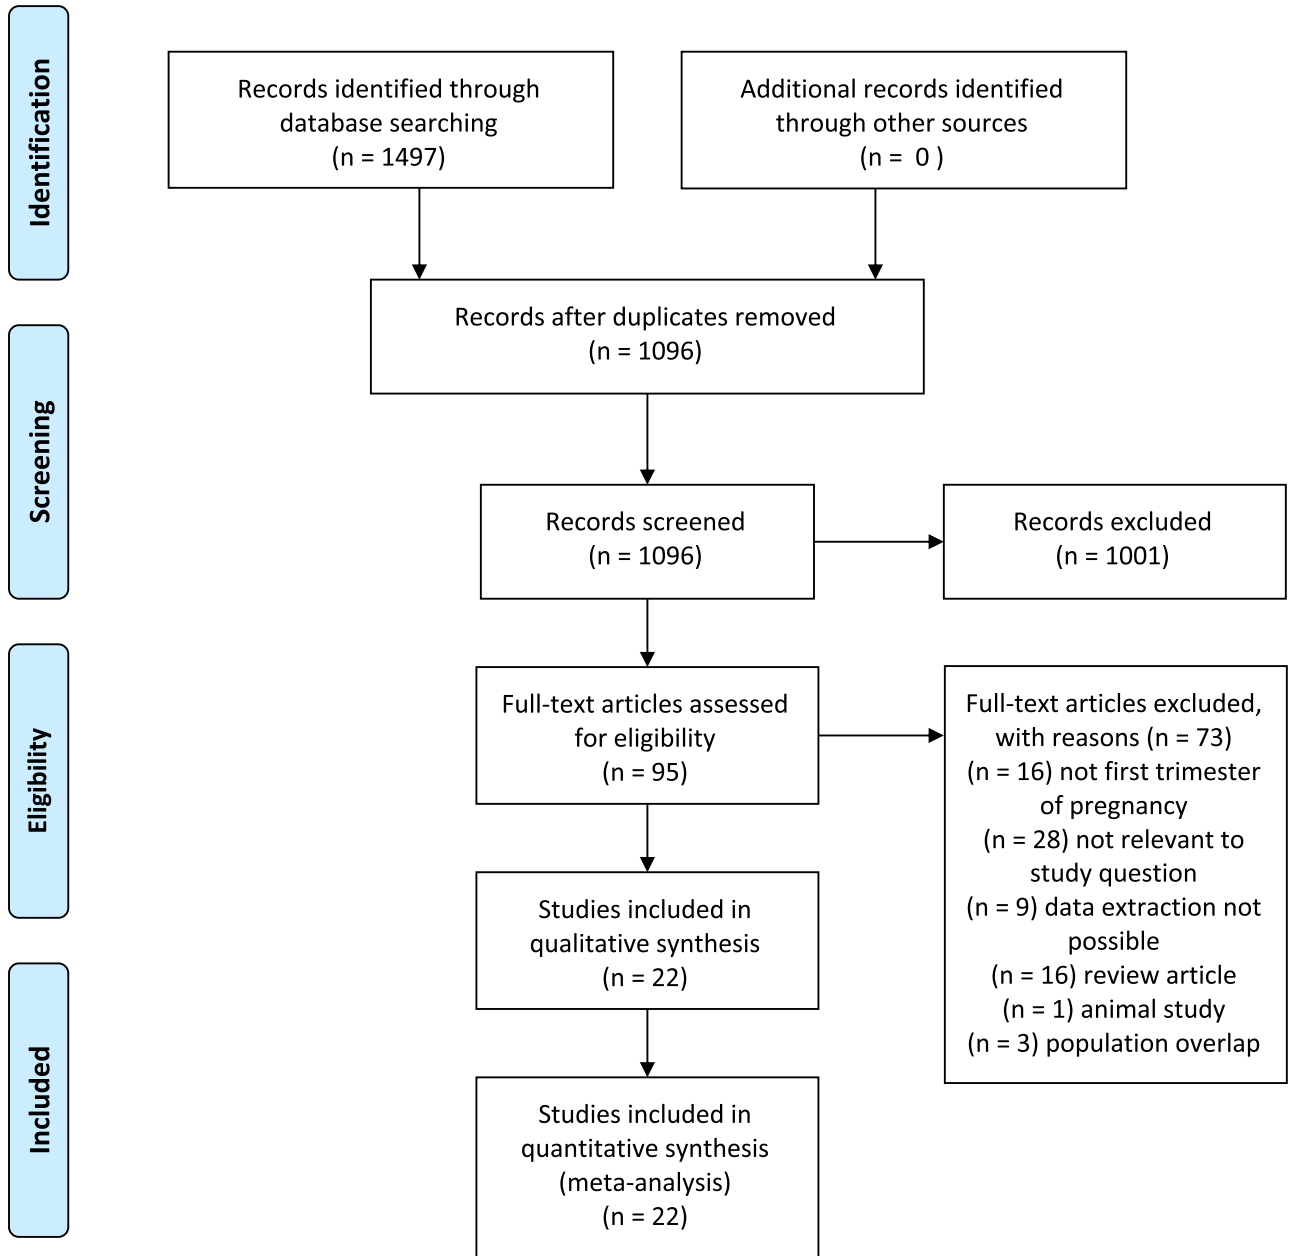 Identification
Records identified through
database searching
(n = 1497)
Additional records identified
through other sources
(n =  0 )
Records after duplicates removed
(n = 1096)
Screening
Records screened
(n = 1096)
Records excluded
(n = 1001)
Eligibility
Full-text articles assessed
for eligibility
(n = 95)
Full-text articles excluded,
with reasons (n = 73)
(n = 16) not first trimester
of pregnancy
(n = 28) not relevant to
study question
(n = 9) data extraction not
possible
(n = 16) review article
(n = 1) animal study
(n = 3) population overlap
Studies included in
qualitative synthesis
(n = 22)
Included
Studies included in
quantitative synthesis
(meta-analysis)
(n = 22)